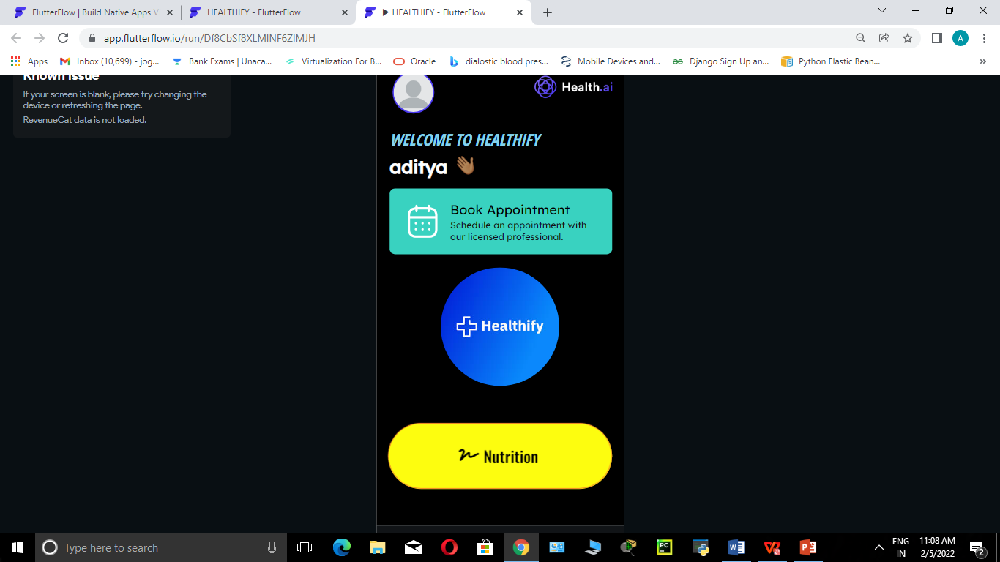 FlutterFlow | Build Native Apps Vi
HEALTHIFY - FlutterFlow
▶ HEALTHIFY - FlutterFlow
app.flutterflow.io/run/Df8CbSf8XLMINF6ZIMJH
A
Apps
Inbox (10,699) - jog...
Bank Exams | Unaca...
Virtualization For B...
Oracle
dialostic blood pres...
Mobile Devices and...
Django Sign Up an...
Python Elastic Bean...
»
Known Issue
If your screen is blank, please try changing the
device or refreshing the page.
RevenueCat data is not loaded.
Health.ai
WELCOME TO HEALTHIFY
aditya 👋🏽
Book Appointment
Schedule an appointment with
our licensed professional.
Healthify
Nutrition
Type here to search
PC
W
P
ENG
IN
11:08 AM
2/5/2022
2